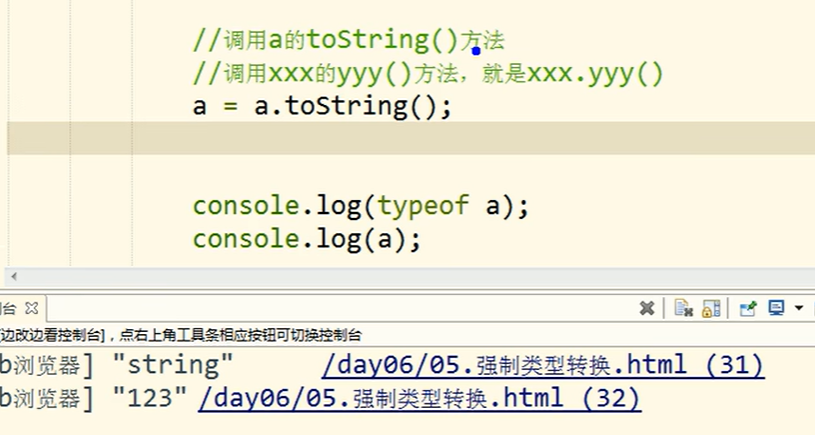 //调用a的toString()方法
//调用xxx的yyy()方法，就是xxx.yyy()
a = a.toString();
console.log(typeof a);
console.log(a);
台
边改边看控制台]，点右上角工具条相应按钮可切换控制台
b浏览器] "string" /day06/05.强制类型转换.html (31)
b浏览器] "123" /day06/05.强制类型转换.html (32)